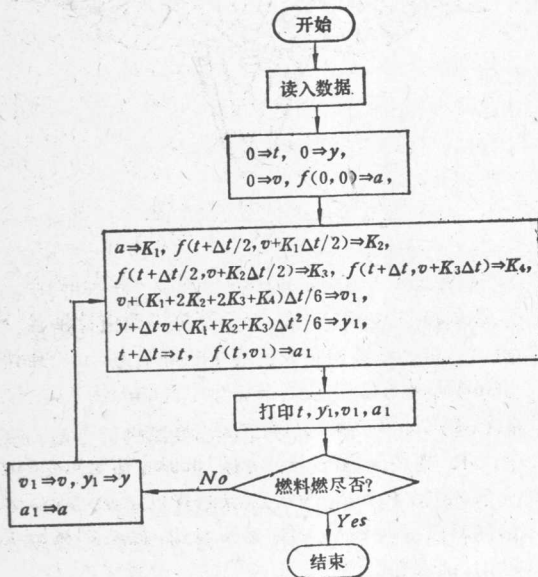 开始
读入数据
0⇒t, 0⇒y,
0⇒v, f(0,0)⇒a,
a⇒K₁, f(t+Δt/2,v+K₁Δt/2)⇒K₂,
f(t+Δt/2,v+K₂Δt/2)⇒K₃, f(t+Δt,v+K₃Δt)⇒K₄,
v+(K₁+2K₂+2K₃+K₄)Δt/6⇒v₁,
y+Δtv+(K₁+K₂+K₃)Δt²/6⇒y₁,
t+Δt⇒t, f(t,v₁)⇒a₁
打印t,y₁,v₁,a₁
燃料燃尽否?
No
v₁⇒v, y₁⇒y
a₁⇒a
Yes
结束